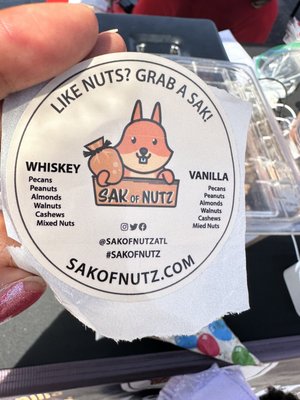 LIKE NUTS? GRAB A SAK!
WHISKEY
Pecans
Peanuts
Almonds
Walnuts
Cashews
Mixed Nuts
VANILLA
Pecans
Peanuts
Almonds
Walnuts
Cashews
Mied Nuts
SAK OF NUTZ
@SAKOFNUTZATL
#SAKOFNUTZ
SAKOFNUTZ.COM